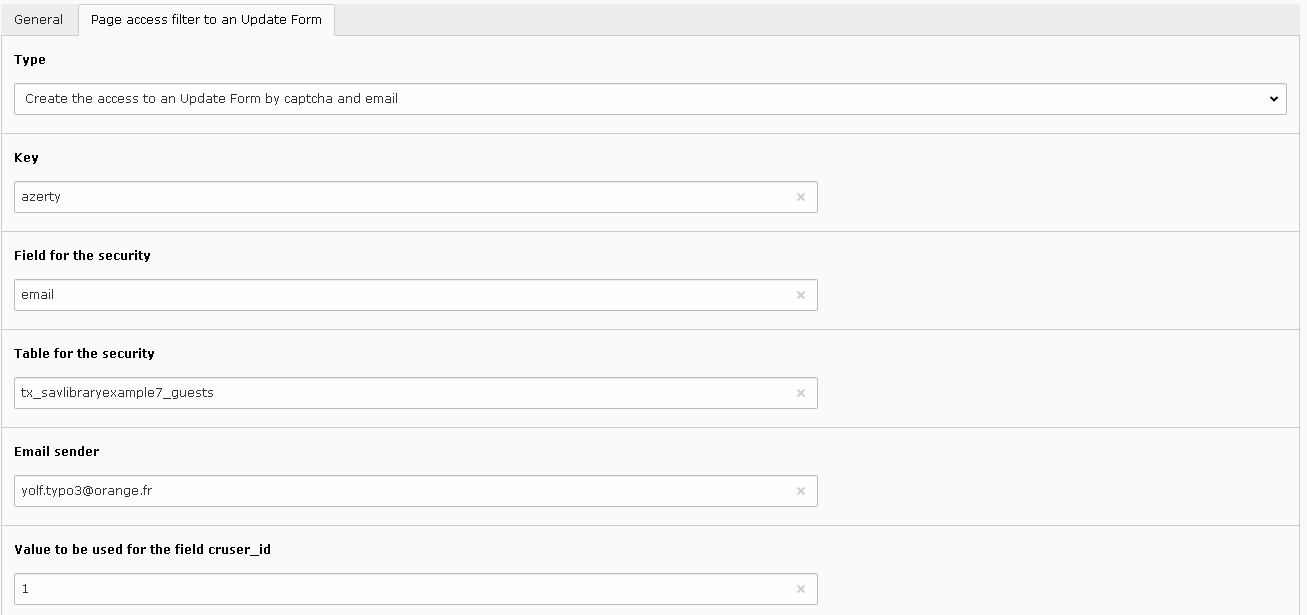 General Page access filter to an Update Form
Type
Create the access to an Update Form by captcha and email
Key
azerty
Field for the security
email
Table for the security
tx_savlibraryexample7_guests
Email sender
yolf.typo3@orange.fr
Value to be used for the field cruser_id
1